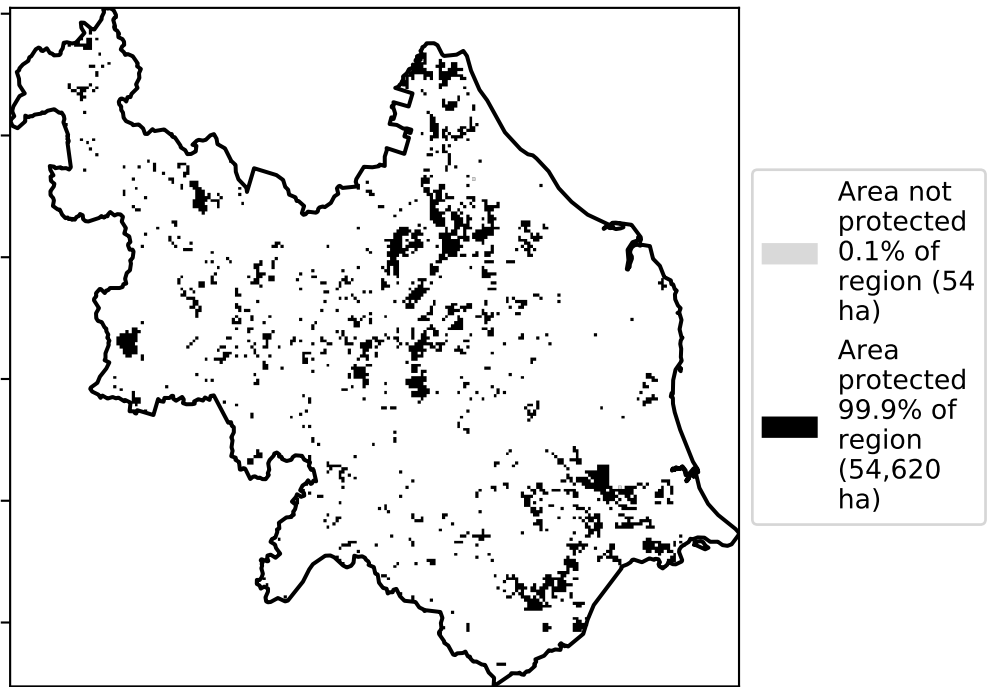 Area not
protected
0.1% of
region (54
ha)
Area
protected
99.9% of
region
(54,620
ha)